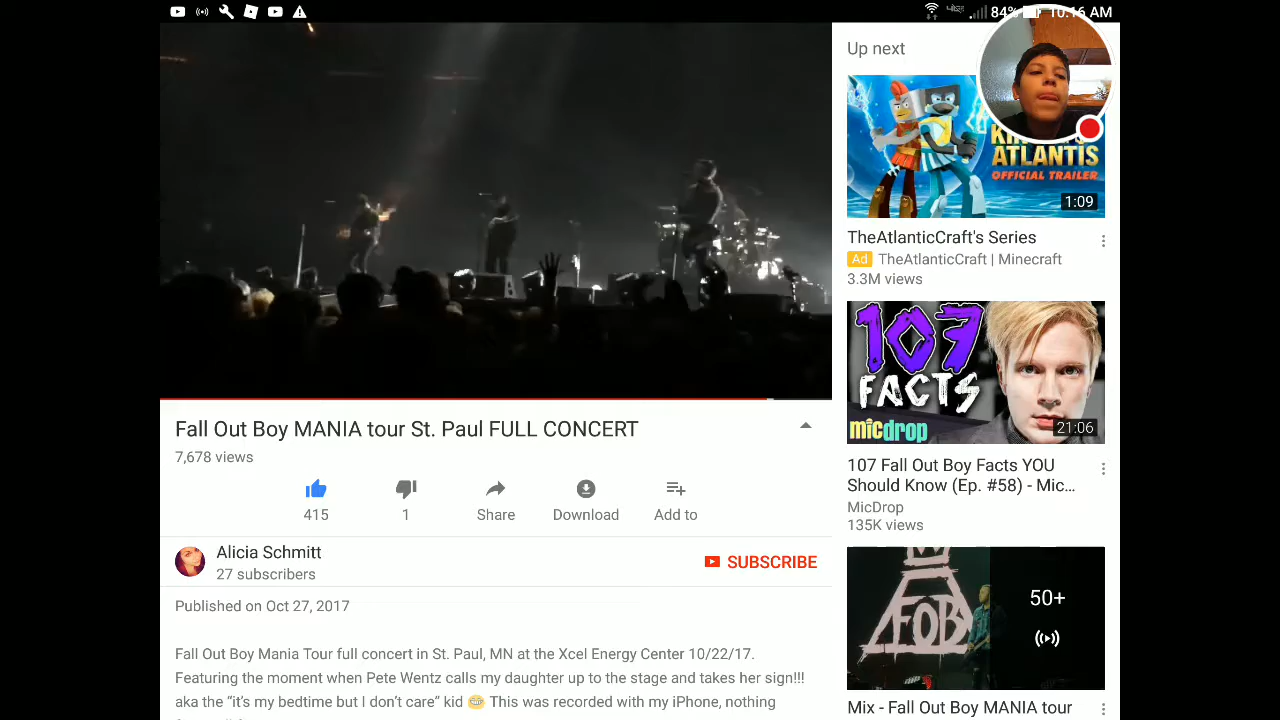 84% 10:16 AM
Fall Out Boy MANIA tour St. Paul FULL CONCERT
7,678 views
415
1
Share
Download
Add to
Alicia Schmitt
27 subscribers
SUBSCRIBE
Published on Oct 27, 2017
Fall Out Boy Mania Tour full concert in St. Paul, MN at the Xcel Energy Center 10/22/17.
Featuring the moment when Pete Wentz calls my daughter up to the stage and takes her sign!!!
aka the “it’s my bedtime but I don’t care” kid 😁 This was recorded with my iPhone, nothing
Up next
ATLANTIS
OFFICIAL TRAILER
1:09
TheAtlanticCraft's Series
Ad TheAtlanticCraft | Minecraft
3.3M views
107
FACTS
micdrop
21:06
107 Fall Out Boy Facts YOU
Should Know (Ep. #58) - Mic...
MicDrop
135K views
FOB
50+
Mix - Fall Out Boy MANIA tour